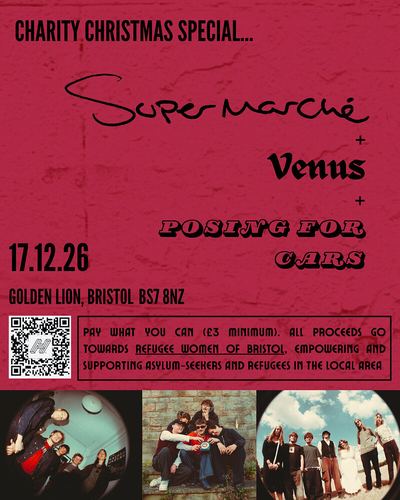 CHARITY CHRISTMAS SPECIAL...
Supermarché
+
Venus
+
POSING FOR
CARS
17.12.26
GOLDEN LION, BRISTOL BS7 8NZ
PAY WHAT YOU CAN (£3 MINIMUM). ALL PROCEEDS GO
TOWARDS REFUGEE WOMEN OF BRISTOL, EMPOWERING AND
SUPPORTING ASYLUM-SEEKERS AND REFUGEES IN THE LOCAL AREA